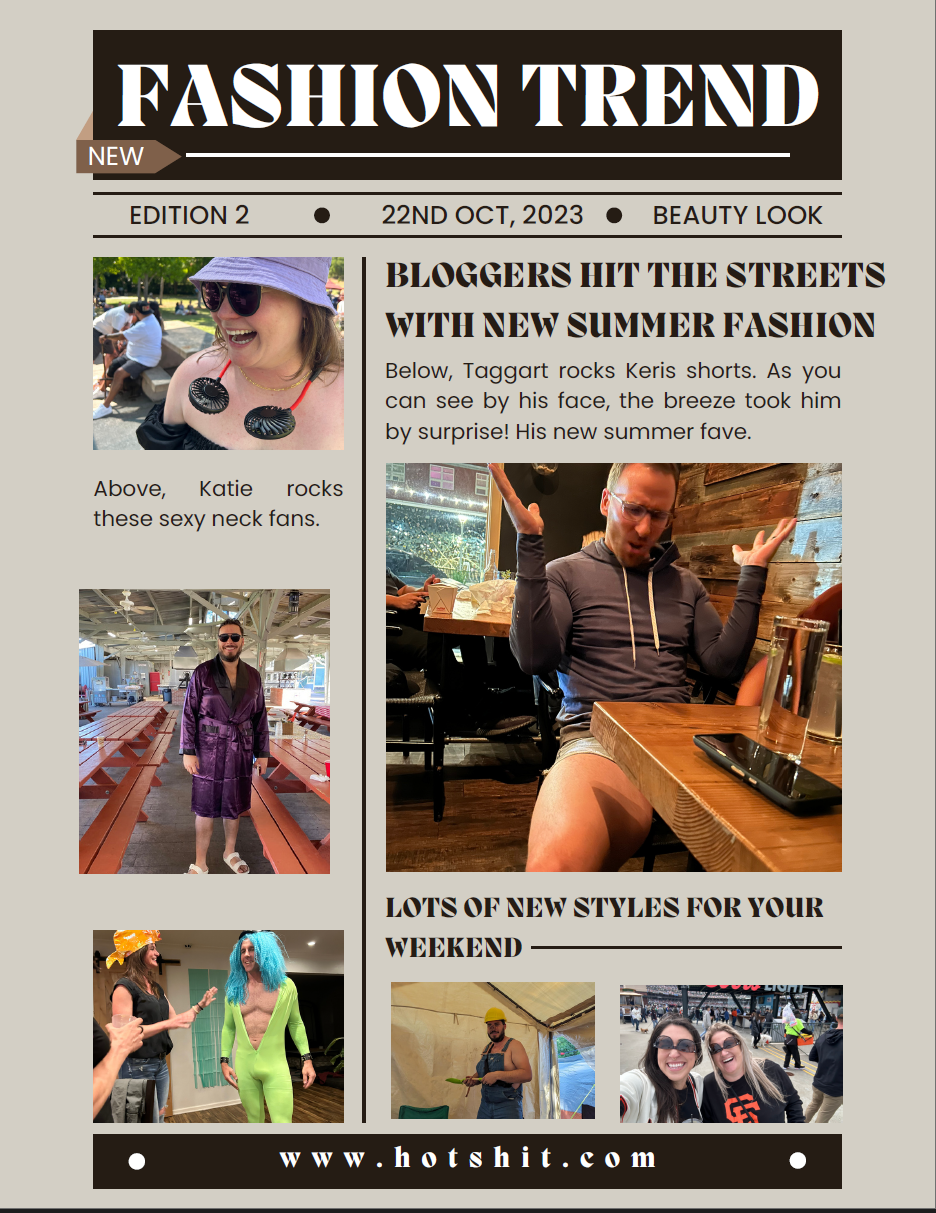 FASHION TREND
NEW
EDITION 2 ● 22ND OCT, 2023 ● BEAUTY LOOK
Above, Katie rocks
these sexy neck fans.
BLOGGERS HIT THE STREETS
WITH NEW SUMMER FASHION
Below, Taggart rocks Keris shorts. As you
can see by his face, the breeze took him
by surprise! His new summer fave.
LOTS OF NEW STYLES FOR YOUR
WEEKEND
SF
www.hotshit.com